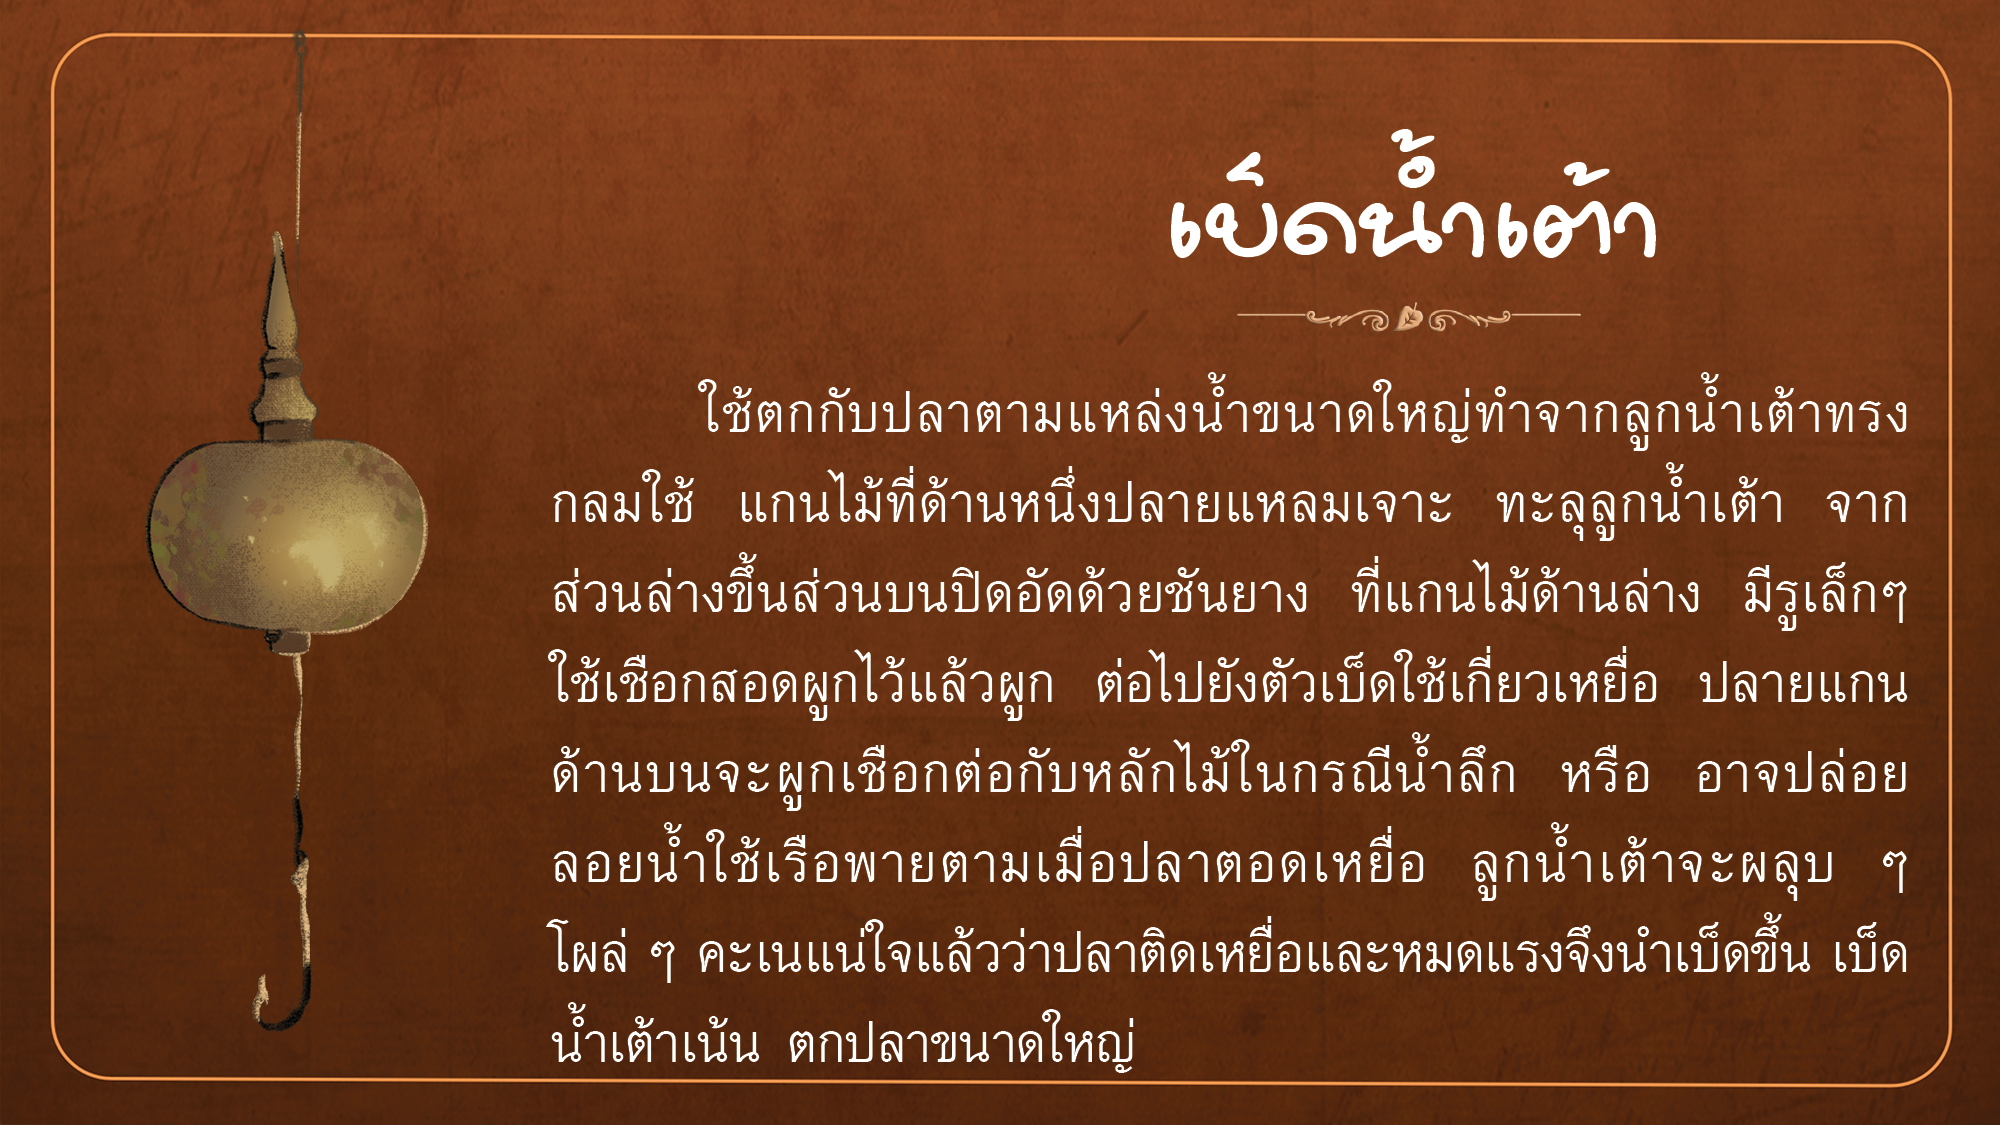 เบ็ดน้ำเต้า
ใช้ตกกับปลาตามแหล่งน้ำขนาดใหญ่ทำจากลูกน้ำเต้าทรง
กลมใช้ แกนไม้ที่ด้านหนึ่งปลายแหลมเจาะ ทะลุลูกน้ำเต้า จาก
ส่วนล่างขึ้นส่วนบนปิดอัดด้วยชันยาง ที่แกนไม้ด้านล่าง มีรูเล็กๆ
ใช้เชือกสอดผูกไว้แล้วผูก ต่อไปยังตัวเบ็ดใช้เกี่ยวเหยื่อ ปลายแกน
ด้านบนจะผูกเชือกต่อกับหลักไม้ในกรณีน้ำลึก หรือ อาจปล่อย
ลอยน้ำใช้เรือพายตามเมื่อปลาตอดเหยื่อ ลูกน้ำเต้าจะผลุบ ๆ
โผล่ ๆ คะเนแน่ใจแล้วว่าปลาติดเหยื่อและหมดแรงจึงนำเบ็ดขึ้น เบ็ด
น้ำเต้าเน้น ตกปลาขนาดใหญ่